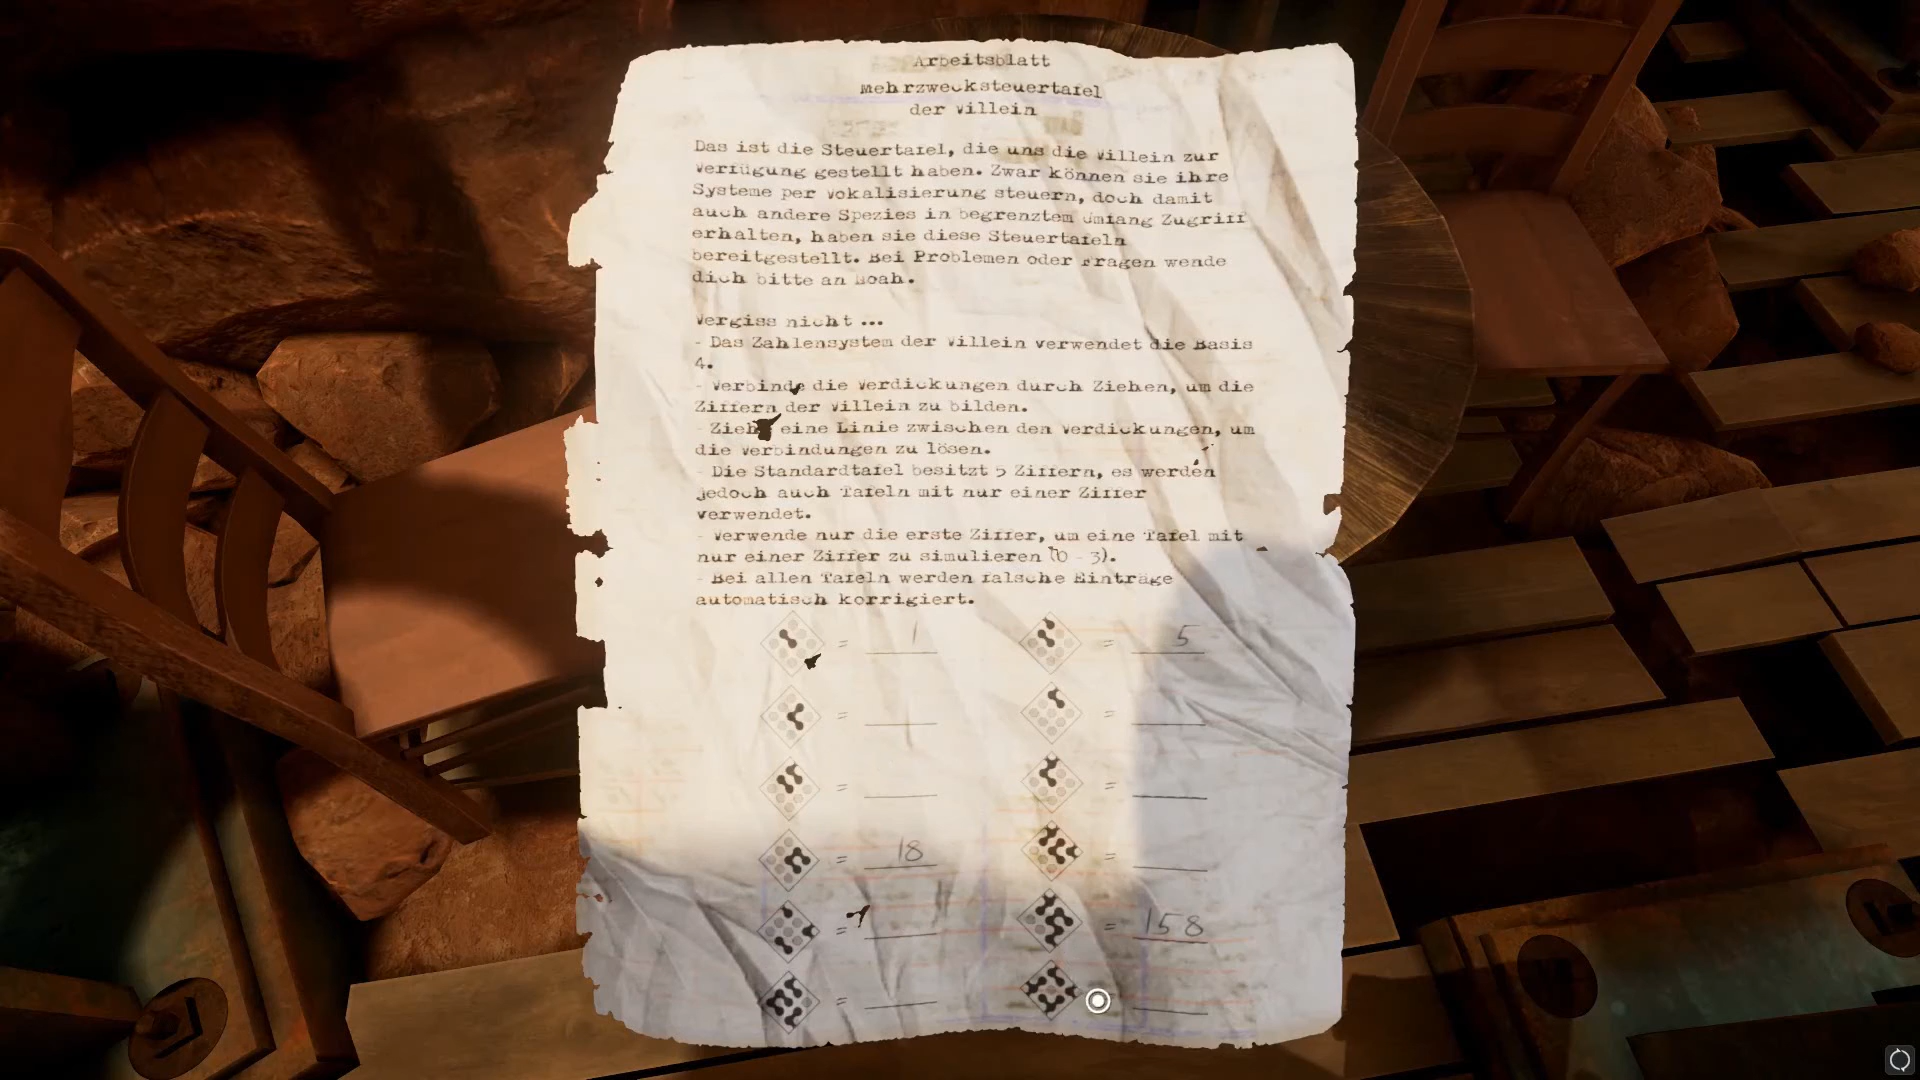 Arbeitsblatt
Mehrzwecksteuertafel
der Villein
Das ist die Steuertafel, die uns die Villein zur
Verfügung gestellt haben. Zwar können sie ihre
Systeme per Vokalisierung steuern, doch damit
auch andere Spezies in begrenztem Umfang Zugriff
erhalten, haben sie diese Steuertafeln
bereitgestellt. Bei Problemen oder Fragen wende
dich bitte an Noah.
Vergiss nicht ...
- Das Zahlensystem der Villein verwendet die Basis
4.
- Verbinde die Verdickungen durch Ziehen, um die
Ziffern der Villein zu bilden.
- Ziehe eine Linie zwischen den Verdickungen, um
die Verbindungen zu lösen.
- Die Standardtafel besitzt 5 Ziffern, es werden
jedoch auch Tafeln mit nur einer Ziffer
verwendet.
- Verwende nur die erste Ziffer, um eine Tafel mit
nur einer Ziffer zu simulieren (0 - 3).
- Bei allen Tafeln werden falsche Einträge
automatisch korrigiert.
= 1 = 5
= =
= =
= 18 =
= = 158
=